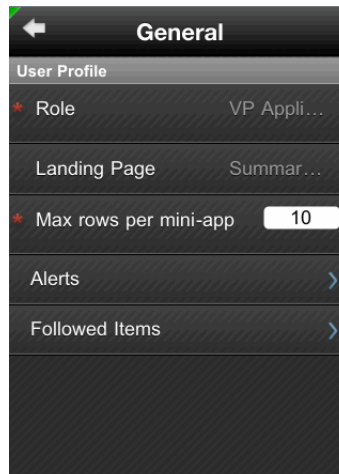 General
User Profile
* Role VP Appli...
Landing Page Summar...
* Max rows per mini-app 10
Alerts
Followed Items